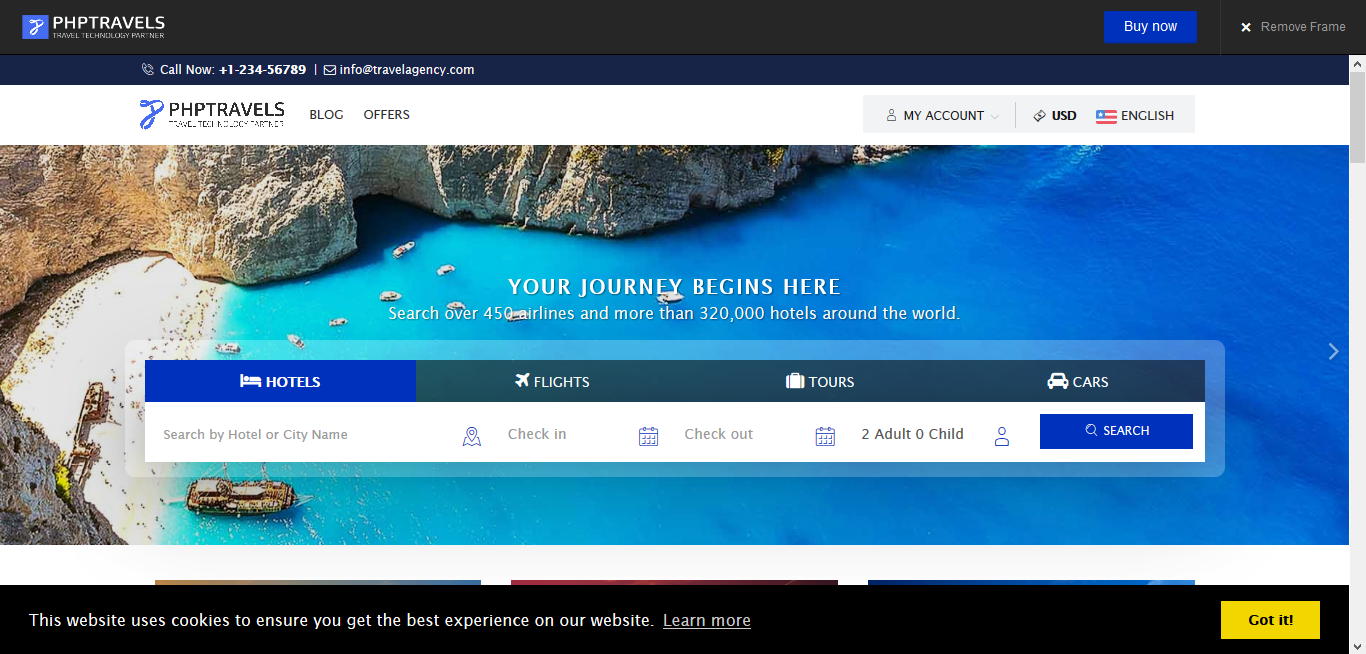 PHPTRAVELS
TRAVEL TECHNOLOGY PARTNER
Buy now
Remove Frame
Call Now: +1-234-56789 | info@travelagency.com
PHPTRAVELS
TRAVEL TECHNOLOGY PARTNER
BLOG OFFERS
MY ACCOUNT USD ENGLISH
YOUR JOURNEY BEGINS HERE
Search over 450 airlines and more than 320,000 hotels around the world.
HOTELS FLIGHTS TOURS CARS
Search by Hotel or City Name Check in Check out 2 Adult 0 Child SEARCH
This website uses cookies to ensure you get the best experience on our website. Learn more
Got it!